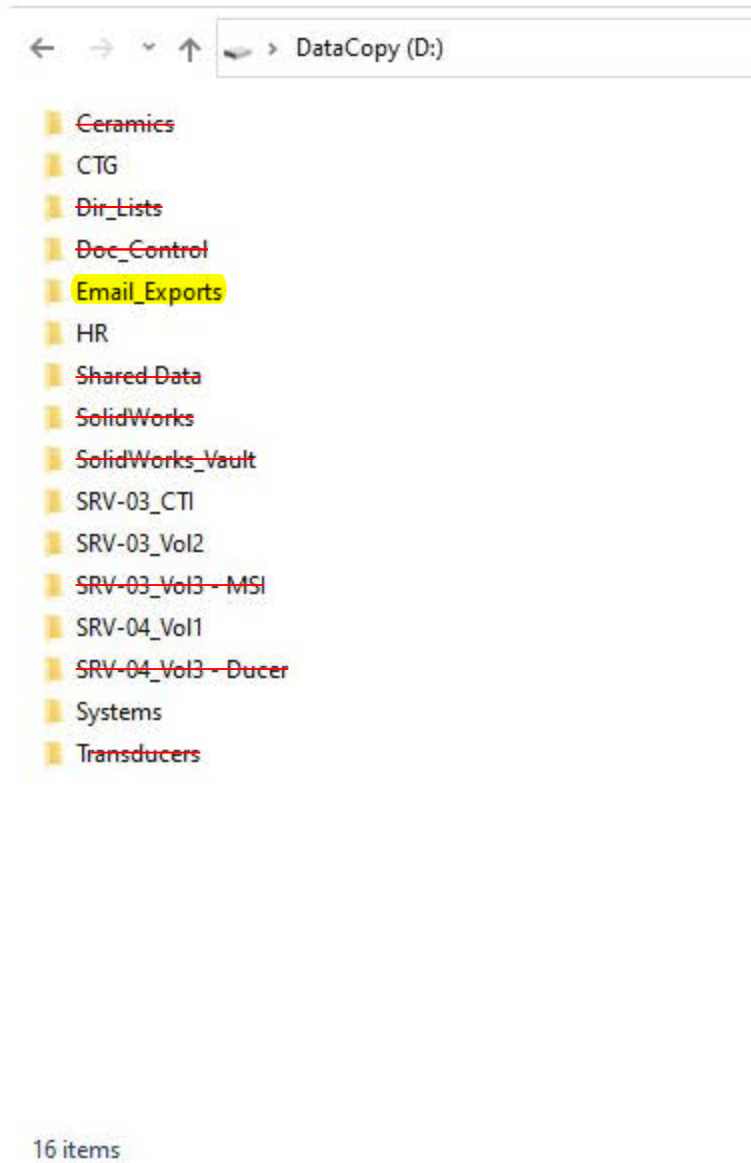 DataCopy (D:)
Ceramics
CTG
Dir_Lists
Doc_Control
Email_Exports
HR
Shared Data
SolidWorks
SolidWorks_Vault
SRV-03_CTI
SRV-03_Vol2
SRV-03_Vol3 - MSI
SRV-04_Vol1
SRV-04_Vol3 - Ducer
Systems
Transducers
16 items